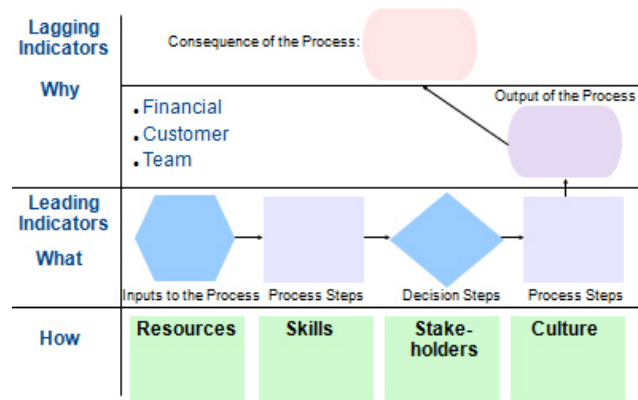 Lagging
Indicators
Why
Consequence of the Process:
Output of the Process
• Financial
• Customer
• Team
Leading
Indicators
What
Inputs to the Process
Process Steps
Decision Steps
Process Steps
How
Resources
Skills
Stake-
holders
Culture